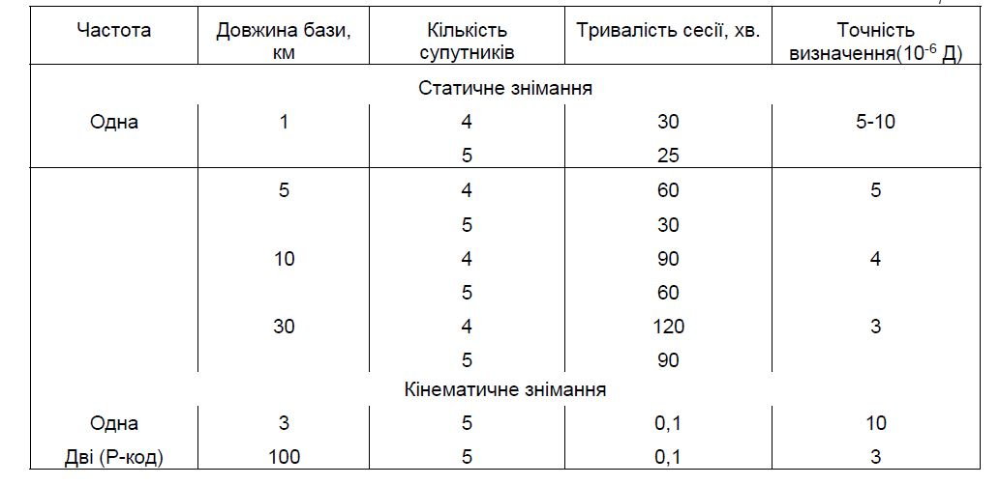 Частота Довжина бази, км Кількість супутників Тривалість сесії, хв. Точність визначення(10-6 Д)
Статичне знімання
Одна 1 4 30 5-10
5 25
5 4 60 5
5 30
10 4 90 4
5 60
30 4 120 3
5 90
Кінематичне знімання
Одна 3 5 0,1 10
Дві (Р-код) 100 5 0,1 3